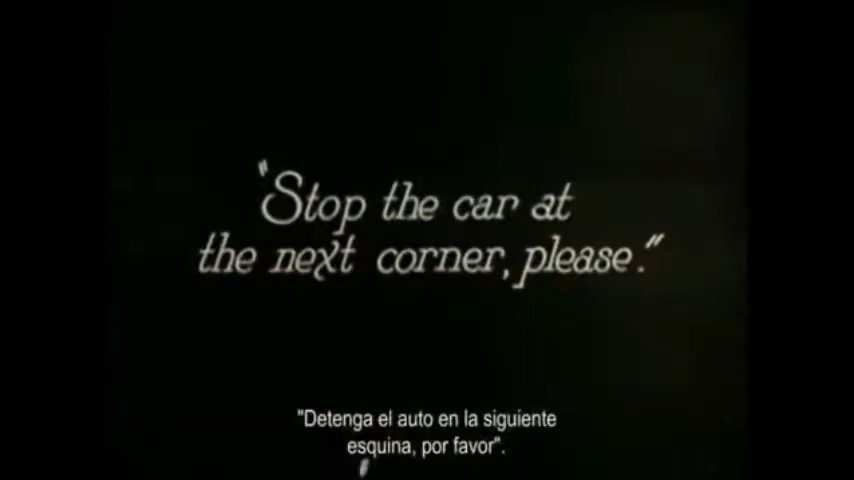 "Stop the car at
the next corner, please."
"Detenga el auto en la siguiente
esquina, por favor".